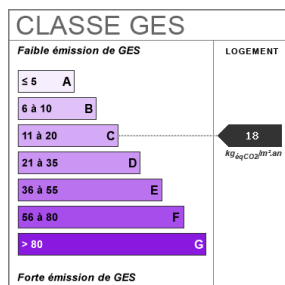 CLASSE GES
Faible émission de GES
LOGEMENT
≤ 5 A
6 à 10 B
11 à 20 C
18
kgéqCO2/m².an
21 à 35 D
36 à 55 E
56 à 80 F
> 80 G
Forte émission de GES